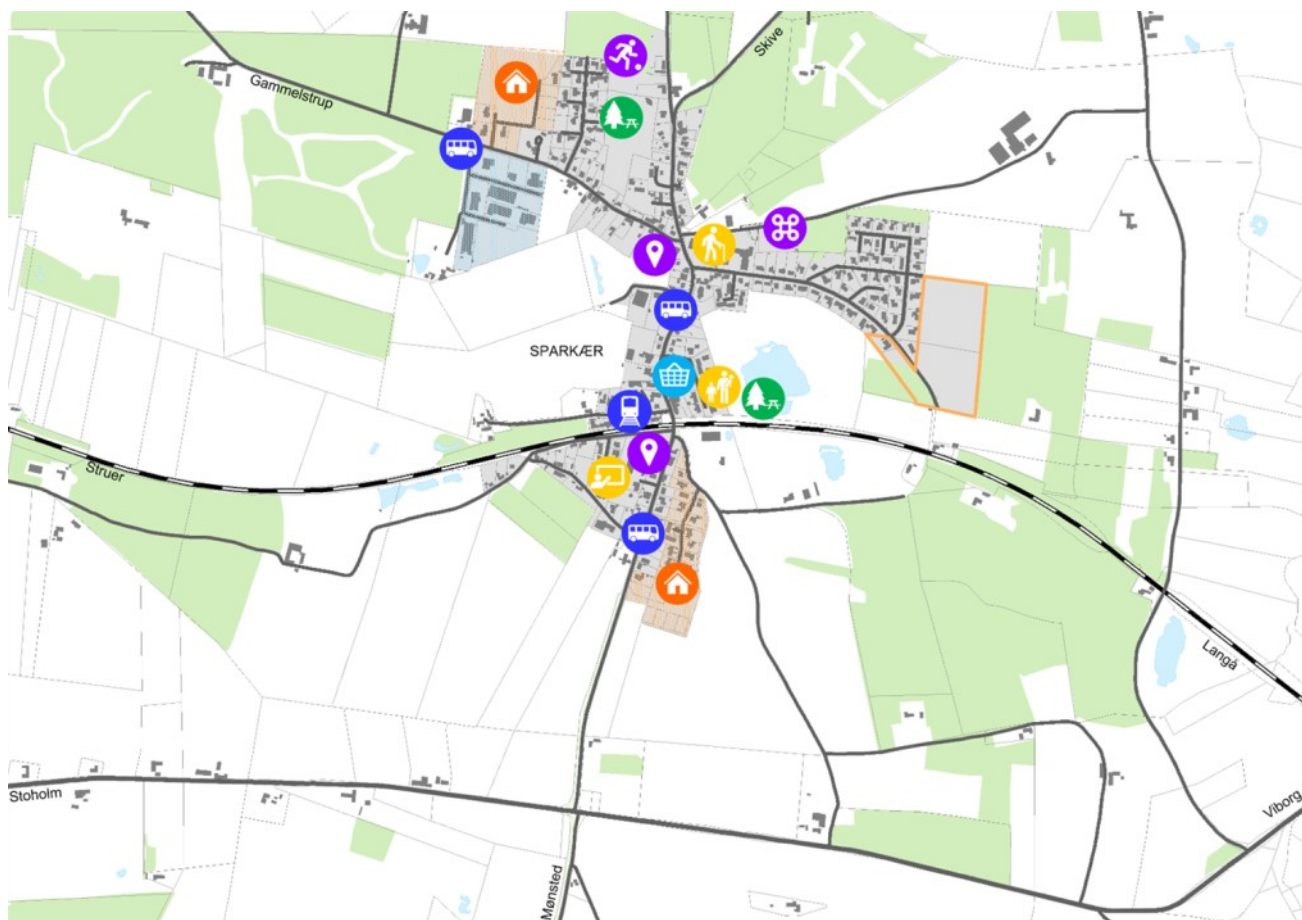 Skive
Gammelstrup
SPARKÆR
Struer
Langå
Stoholm
Viborg
Mønsted